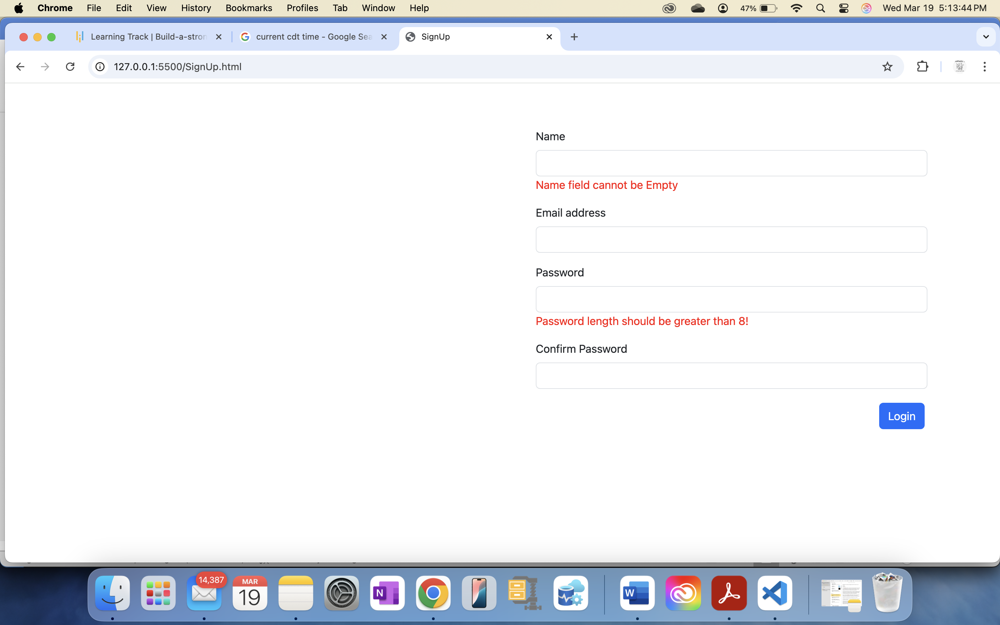 Chrome File Edit View History Bookmarks Profiles Tab Window Help 47% Wed Mar 19 5:13:44 PM
Learning Track | Build-a-stron current cdt time - Google Sea SignUp
127.0.0.1:5500/SignUp.html
Name
Name field cannot be Empty
Email address
Password
Password length should be greater than 8!
Confirm Password
Login
14,387
MAR
19
N
W